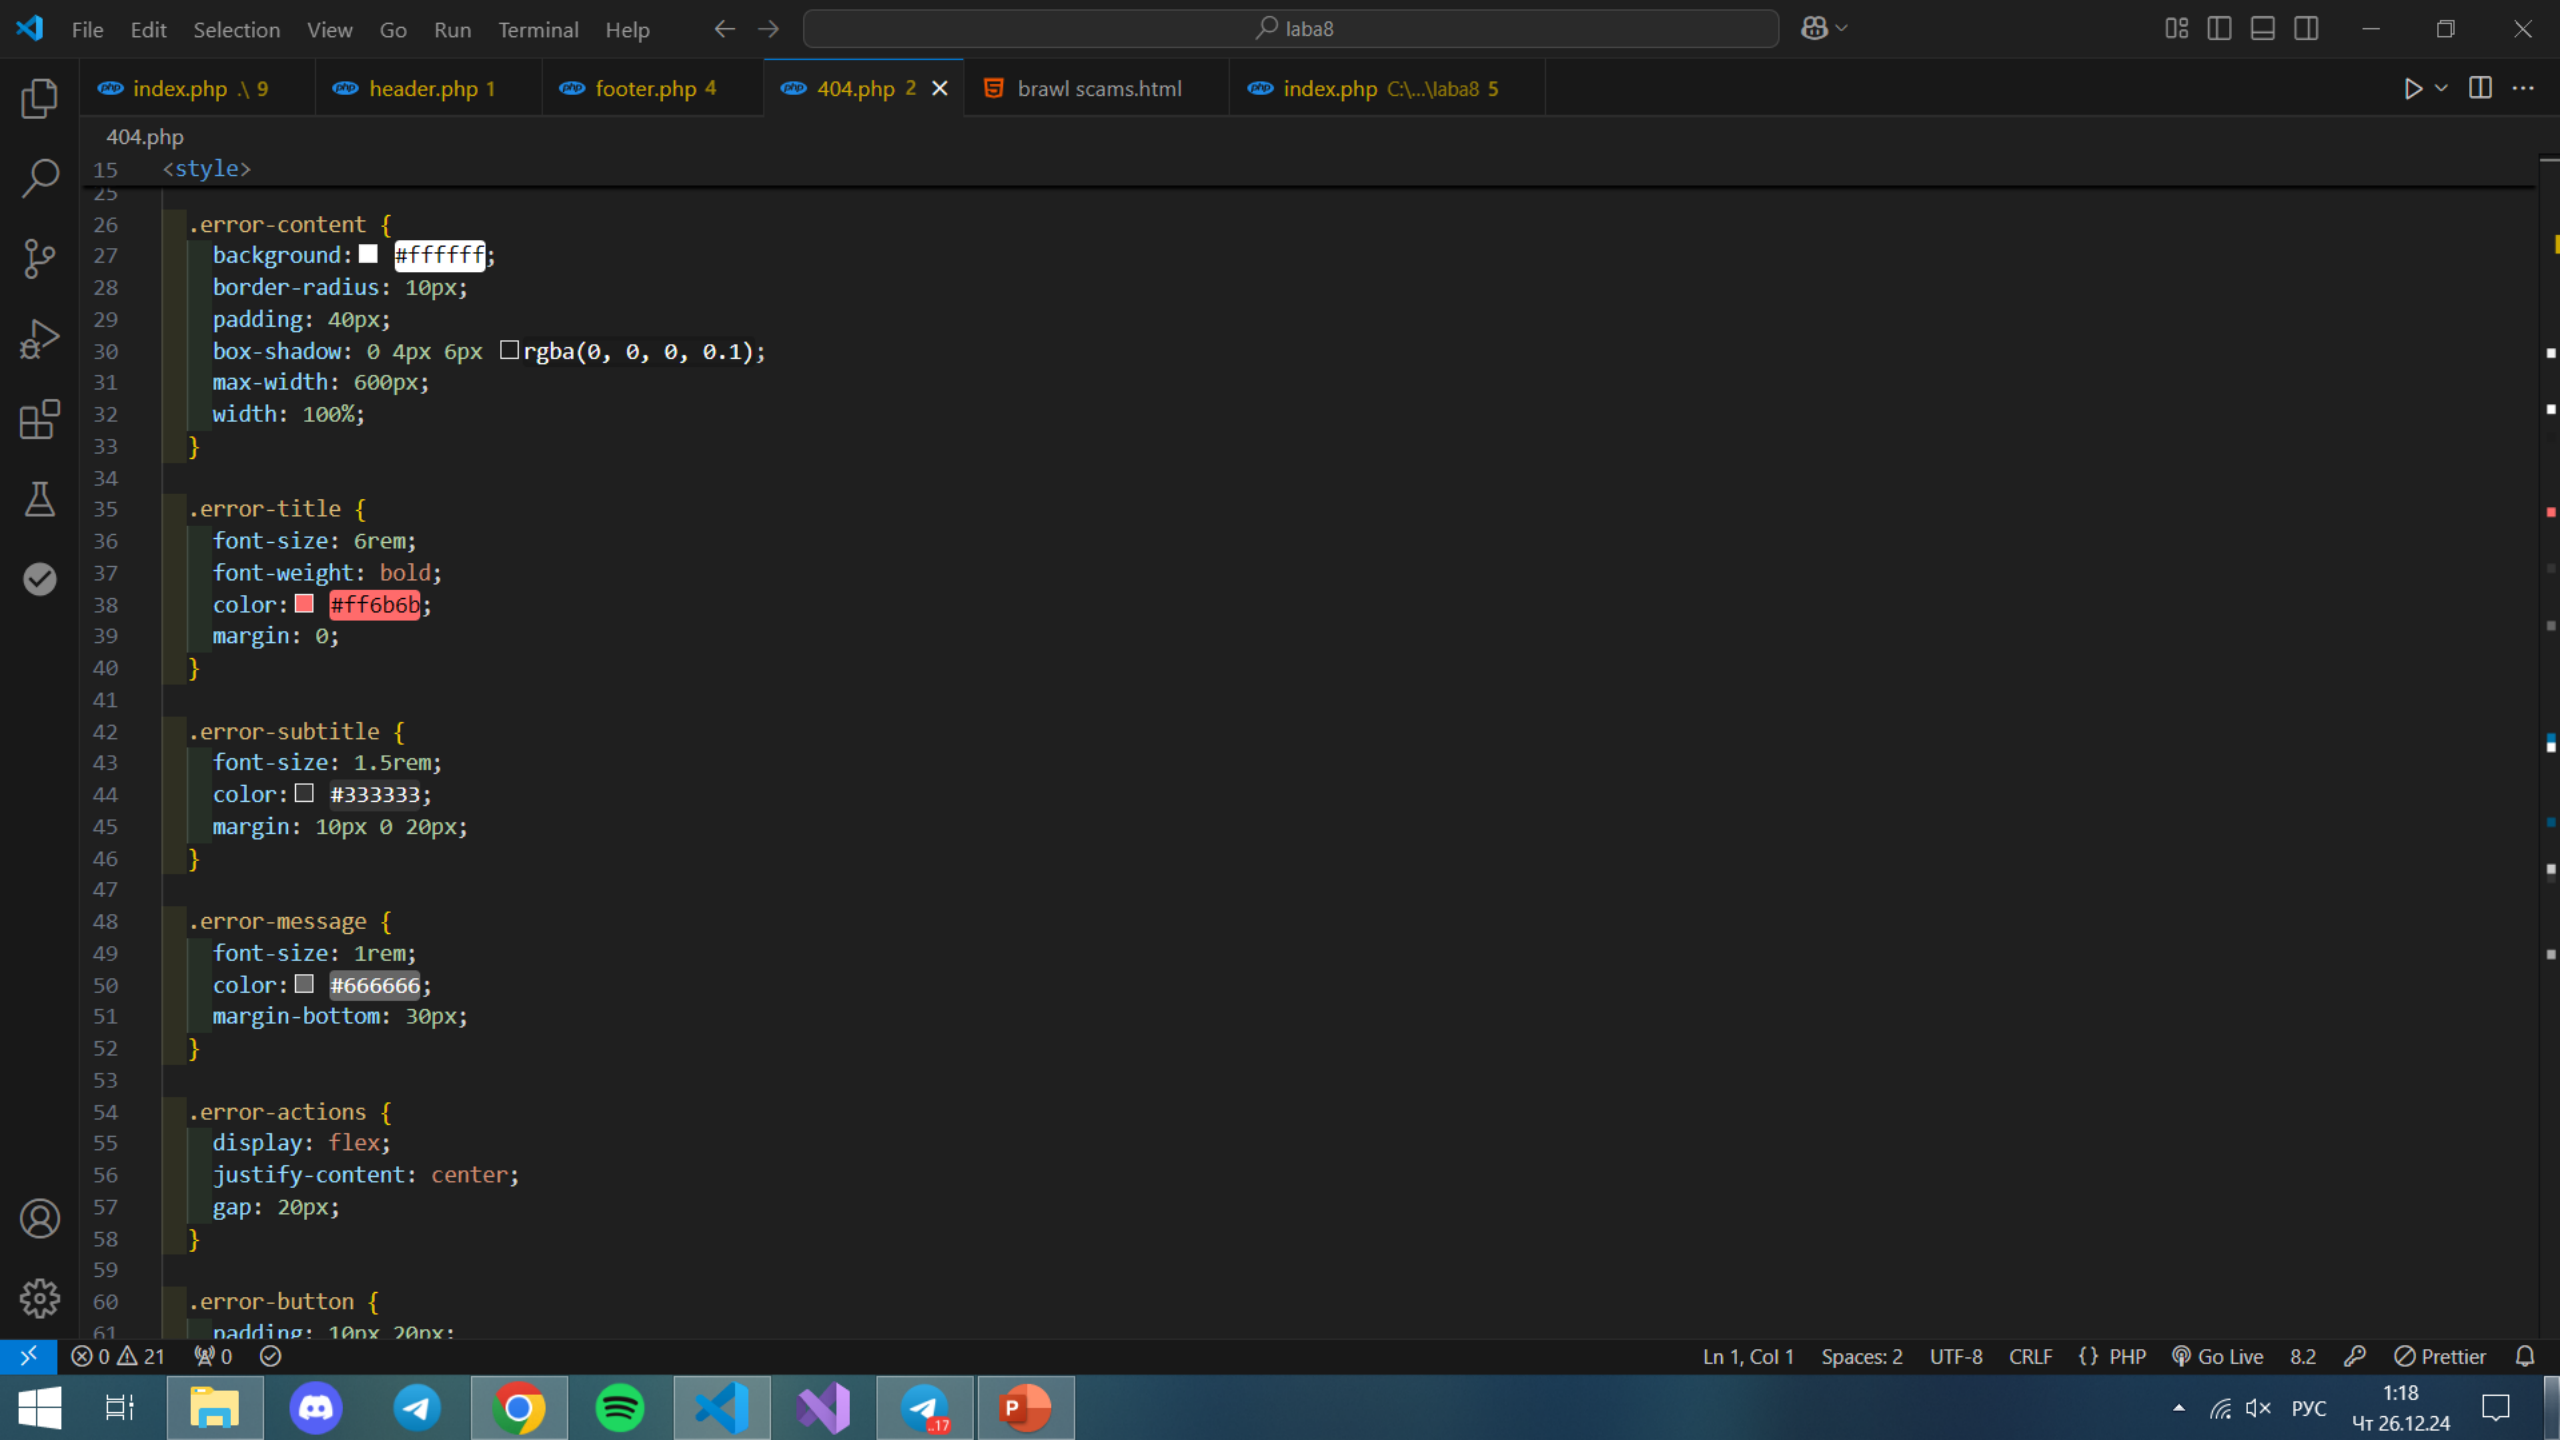 File Edit Selection View Go Run Terminal Help laba8
index.php .\ 9 header.php 1 footer.php 4 404.php 2 brawl scams.html index.php C:\...\laba8 5
404.php
15 <style>
25
26 .error-content {
27 background: #ffffff;
28 border-radius: 10px;
29 padding: 40px;
30 box-shadow: 0 4px 6px rgba(0, 0, 0, 0.1);
31 max-width: 600px;
32 width: 100%;
33 }
34
35 .error-title {
36 font-size: 6rem;
37 font-weight: bold;
38 color: #ff6b6b;
39 margin: 0;
40 }
41
42 .error-subtitle {
43 font-size: 1.5rem;
44 color: #333333;
45 margin: 10px 0 20px;
46 }
47
48 .error-message {
49 font-size: 1rem;
50 color: #666666;
51 margin-bottom: 30px;
52 }
53
54 .error-actions {
55 display: flex;
56 justify-content: center;
57 gap: 20px;
58 }
59
60 .error-button {
61 padding: 10px 20px;
0 21 0 Ln 1, Col 1 Spaces: 2 UTF-8 CRLF {} PHP Go Live 8.2 Prettier
..17 P РУС 1:18
Чт 26.12.24